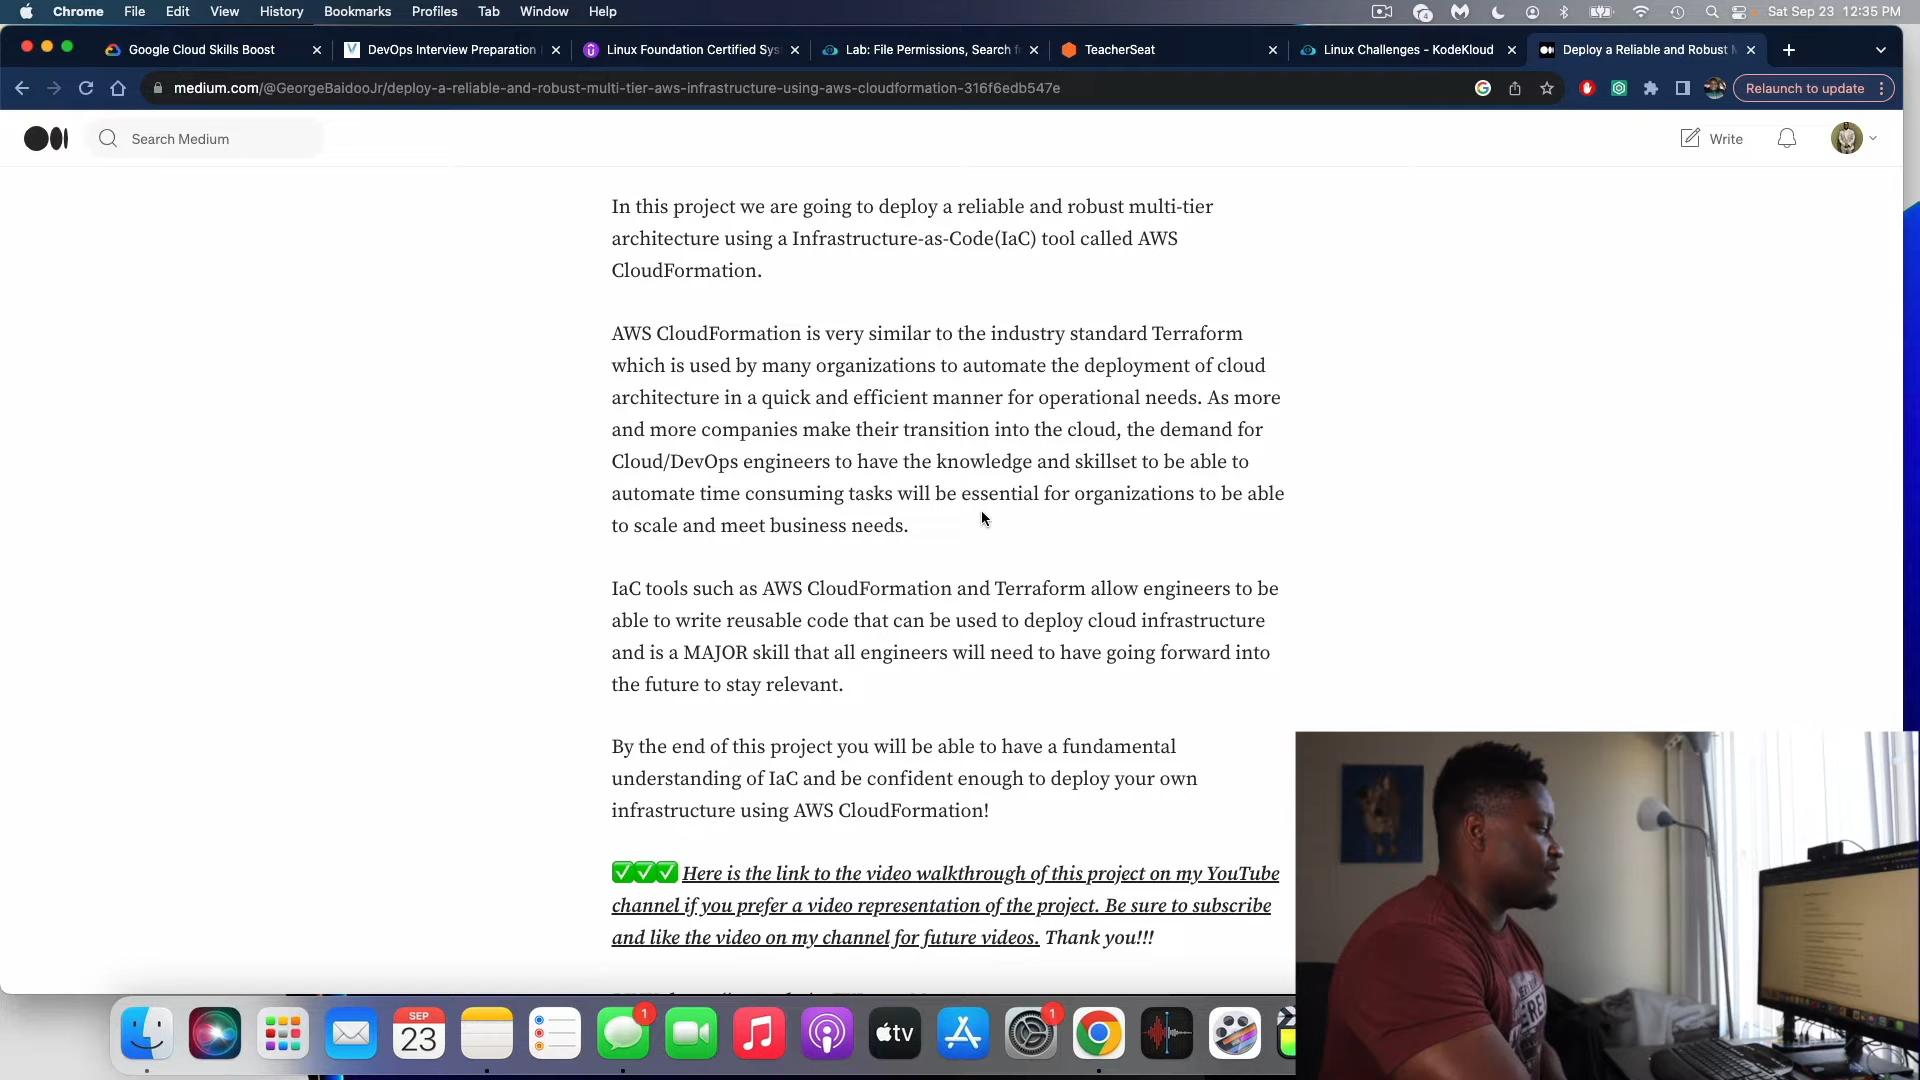 Chrome File Edit View History Bookmarks Profiles Tab Window Help
4
Sat Sep 23 12:35 PM
Google Cloud Skills Boost
DevOps Interview Preparation
Linux Foundation Certified Sys
Lab: File Permissions, Search f
TeacherSeat
Linux Challenges - KodeKloud
Deploy a Reliable and Robust M
medium.com/@GeorgeBaidooJr/deploy-a-reliable-and-robust-multi-tier-aws-infrastructure-using-aws-cloudformation-316f6edb547e
Relaunch to update
Search Medium
Write
In this project we are going to deploy a reliable and robust multi-tier
architecture using a Infrastructure-as-Code(IaC) tool called AWS
CloudFormation.
AWS CloudFormation is very similar to the industry standard Terraform
which is used by many organizations to automate the deployment of cloud
architecture in a quick and efficient manner for operational needs. As more
and more companies make their transition into the cloud, the demand for
Cloud/DevOps engineers to have the knowledge and skillset to be able to
automate time consuming tasks will be essential for organizations to be able
to scale and meet business needs.
IaC tools such as AWS CloudFormation and Terraform allow engineers to be
able to write reusable code that can be used to deploy cloud infrastructure
and is a MAJOR skill that all engineers will need to have going forward into
the future to stay relevant.
By the end of this project you will be able to have a fundamental
understanding of IaC and be confident enough to deploy your own
infrastructure using AWS CloudFormation!
✅✅✅ Here is the link to the video walkthrough of this project on my YouTube
channel if you prefer a video representation of the project. Be sure to subscribe
and like the video on my channel for future videos. Thank you!!!
SEP
23
1
tv
1